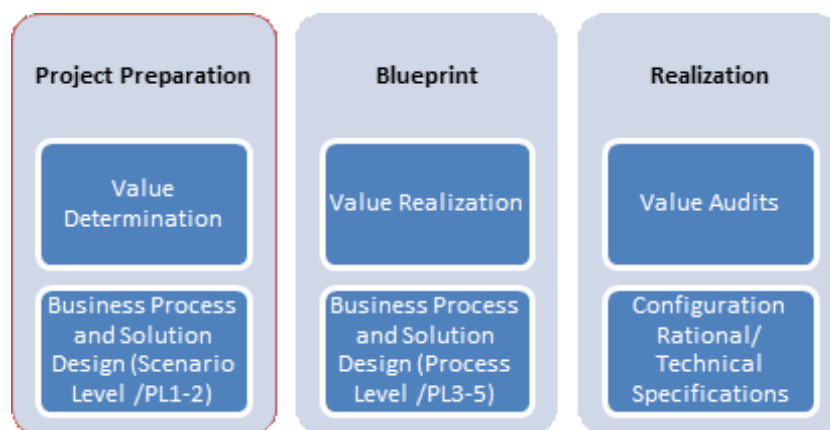 Project Preparation
Value
Determination
Business Process
and Solution
Design (Scenario
Level /PL1-2)
Blueprint
Value Realization
Business Process
and Solution
Design (Process
Level /PL3-5)
Realization
Value Audits
Configuration
Rational/
Technical
Specifications